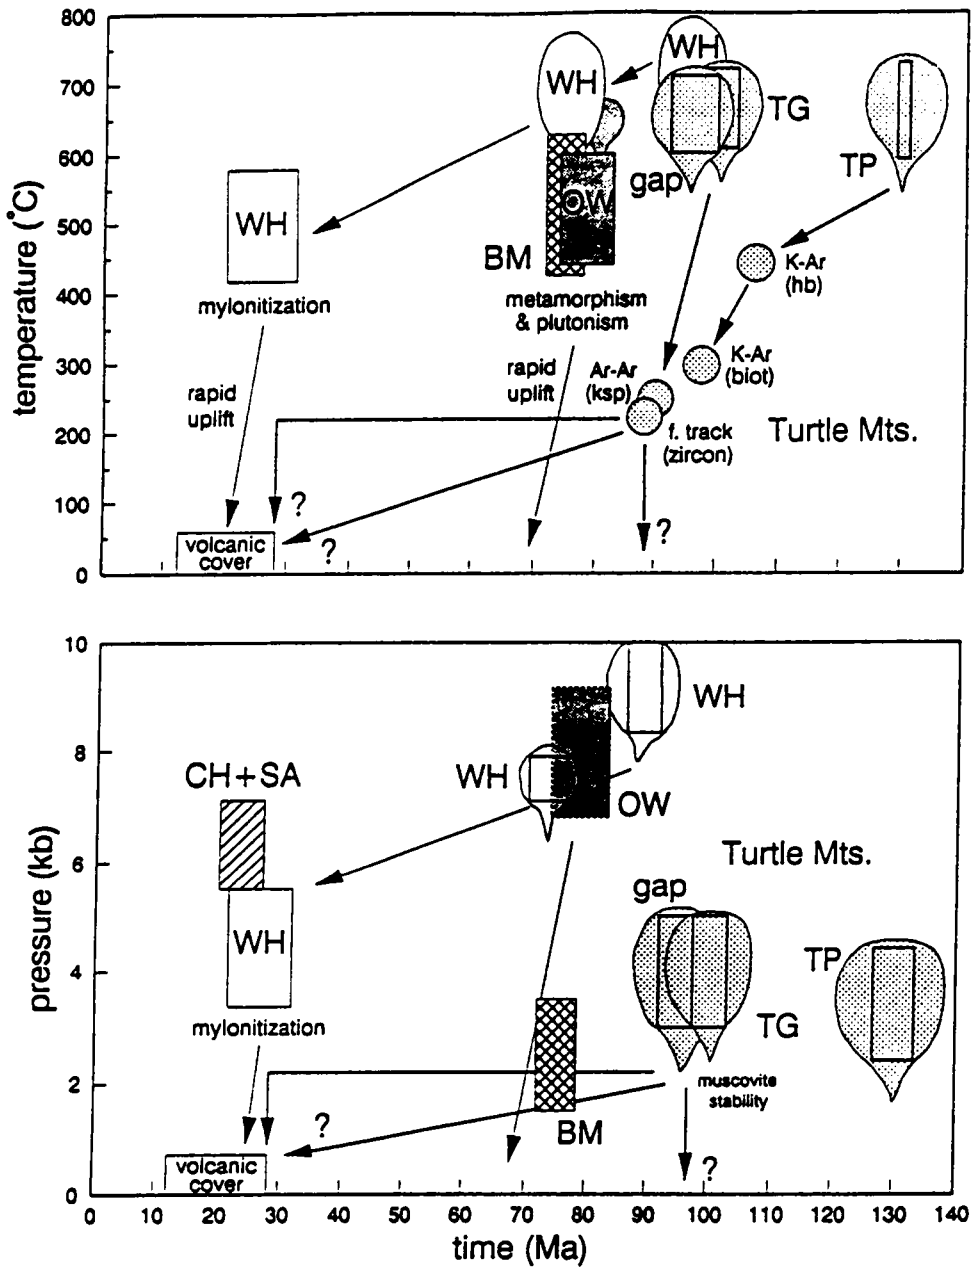 800
700
600
500
400
300
200
100
0
temperature (°C)
WH
WH
TG
TP
gap
WH
OW
BM
mylonitization
metamorphism
& plutonism
K-Ar
(hb)
K-Ar
(biot)
rapid
uplift
rapid
uplift
Ar-Ar
(ksp)
f. track
(zircon)
Turtle Mts.
?
?
?
volcanic
cover
10
8
6
4
2
0
pressure (kb)
WH
WH
OW
CH+SA
Turtle Mts.
gap
WH
TP
TG
mylonitization
muscovite
stability
BM
?
?
volcanic
cover
0 10 20 30 40 50 60 70 80 90 100 110 120 130 140
time (Ma)